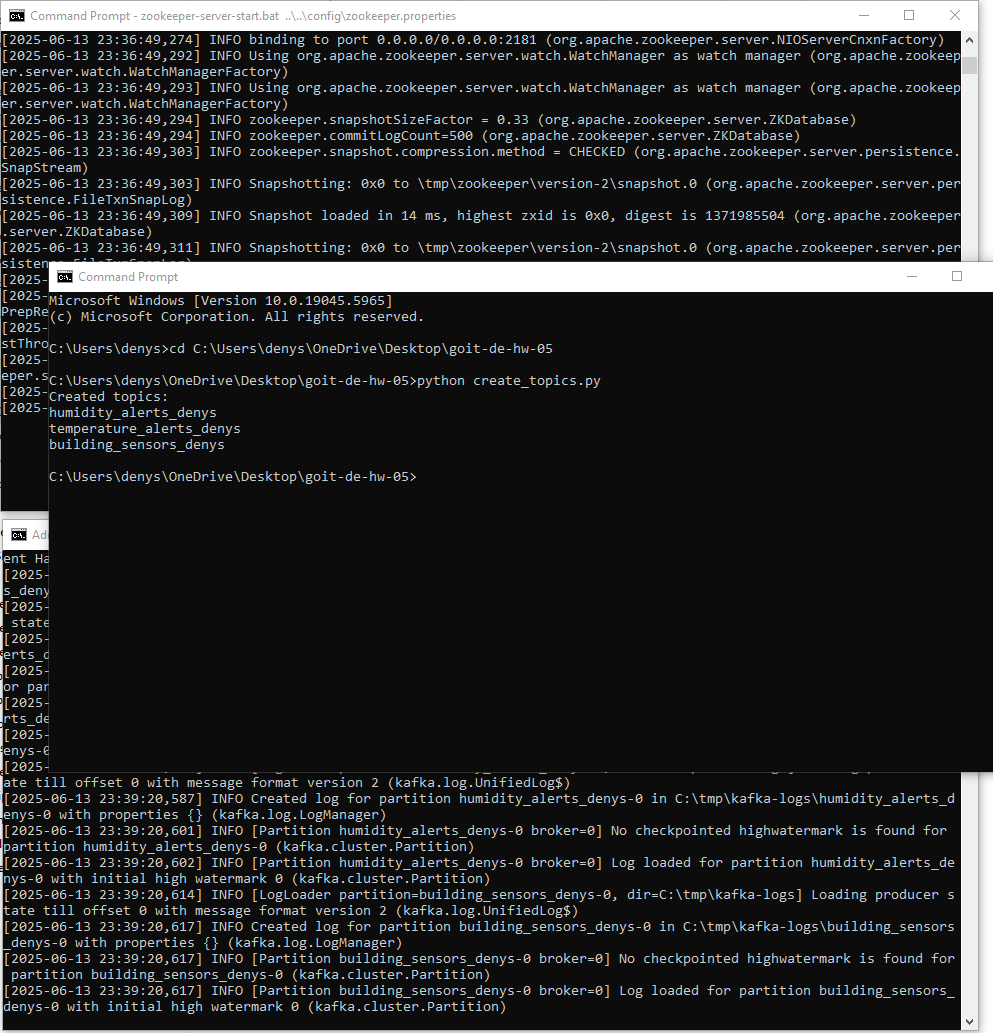 Command Prompt - zookeeper-server-start.bat ..\..\config\zookeeper.properties
[2025-06-13 23:36:49,274] INFO binding to port 0.0.0.0/0.0.0.0:2181 (org.apache.zookeeper.server.NIOServerCnxnFactory)
[2025-06-13 23:36:49,292] INFO Using org.apache.zookeeper.server.watch.WatchManager as watch manager (org.apache.zookeep
er.server.watch.WatchManagerFactory)
[2025-06-13 23:36:49,293] INFO Using org.apache.zookeeper.server.watch.WatchManager as watch manager (org.apache.zookeep
er.server.watch.WatchManagerFactory)
[2025-06-13 23:36:49,294] INFO zookeeper.snapshotSizeFactor = 0.33 (org.apache.zookeeper.server.ZKDatabase)
[2025-06-13 23:36:49,294] INFO zookeeper.commitLogCount=500 (org.apache.zookeeper.server.ZKDatabase)
[2025-06-13 23:36:49,303] INFO zookeeper.snapshot.compression.method = CHECKED (org.apache.zookeeper.server.persistence.
SnapStream)
[2025-06-13 23:36:49,303] INFO Snapshotting: 0x0 to \tmp\zookeeper\version-2\snapshot.0 (org.apache.zookeeper.server.per
sistence.FileTxnSnapLog)
[2025-06-13 23:36:49,309] INFO Snapshot loaded in 14 ms, highest zxid is 0x0, digest is 1371985504 (org.apache.zookeeper
.server.ZKDatabase)
[2025-06-13 23:36:49,311] INFO Snapshotting: 0x0 to \tmp\zookeeper\version-2\snapshot.0 (org.apache.zookeeper.server.per
sistence.FileTxnSnapLog)
[2025-
[2025-
PrepRe
[2025-
stThro
[2025-
eper.s
[2025-
[2025-
Command Prompt
Microsoft Windows [Version 10.0.19045.5965]
(c) Microsoft Corporation. All rights reserved.
C:\Users\denys>cd C:\Users\denys\OneDrive\Desktop\goit-de-hw-05
C:\Users\denys\OneDrive\Desktop\goit-de-hw-05>python create_topics.py
Created topics:
humidity_alerts_denys
temperature_alerts_denys
building_sensors_denys
C:\Users\denys\OneDrive\Desktop\goit-de-hw-05>
Ad
ent Ha
[2025-
s_deny
[2025-
state
[2025-
erts_d
[2025-
or par
[2025-
rts_de
[2025-
enys-0
[2025-
ate till offset 0 with message format version 2 (kafka.log.UnifiedLog$)
[2025-06-13 23:39:20,587] INFO Created log for partition humidity_alerts_denys-0 in C:\tmp\kafka-logs\humidity_alerts_d
enys-0 with properties {} (kafka.log.LogManager)
[2025-06-13 23:39:20,601] INFO [Partition humidity_alerts_denys-0 broker=0] No checkpointed highwatermark is found for
partition humidity_alerts_denys-0 (kafka.cluster.Partition)
[2025-06-13 23:39:20,602] INFO [Partition humidity_alerts_denys-0 broker=0] Log loaded for partition humidity_alerts_de
nys-0 with initial high watermark 0 (kafka.cluster.Partition)
[2025-06-13 23:39:20,614] INFO [LogLoader partition=building_sensors_denys-0, dir=C:\tmp\kafka-logs] Loading producer s
tate till offset 0 with message format version 2 (kafka.log.UnifiedLog$)
[2025-06-13 23:39:20,617] INFO Created log for partition building_sensors_denys-0 in C:\tmp\kafka-logs\building_sensors
_denys-0 with properties {} (kafka.log.LogManager)
[2025-06-13 23:39:20,617] INFO [Partition building_sensors_denys-0 broker=0] No checkpointed highwatermark is found for
partition building_sensors_denys-0 (kafka.cluster.Partition)
[2025-06-13 23:39:20,617] INFO [Partition building_sensors_denys-0 broker=0] Log loaded for partition building_sensors_
denys-0 with initial high watermark 0 (kafka.cluster.Partition)